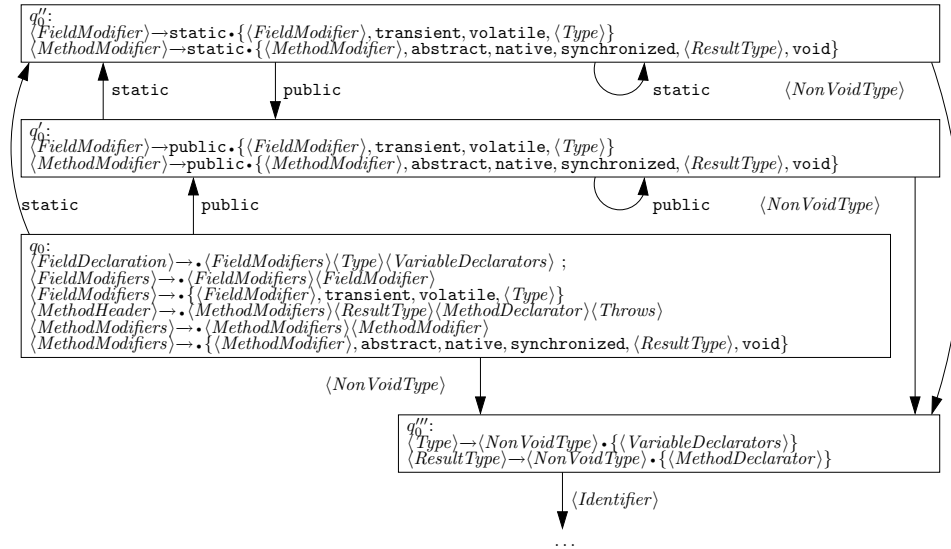 q₀′′:
⟨FieldModifier⟩→static•{⟨FieldModifier⟩,transient,volatile,⟨Type⟩}
⟨MethodModifier⟩→static•{⟨MethodModifier⟩,abstract,native,synchronized,⟨ResultType⟩,void}
static
public
static
⟨NonVoidType⟩
q₀′:
⟨FieldModifier⟩→public•{⟨FieldModifier⟩,transient,volatile,⟨Type⟩}
⟨MethodModifier⟩→public•{⟨MethodModifier⟩,abstract,native,synchronized,⟨ResultType⟩,void}
static
public
public
⟨NonVoidType⟩
q₀:
⟨FieldDeclaration⟩→•⟨FieldModifiers⟩⟨Type⟩⟨VariableDeclarators⟩ ;
⟨FieldModifiers⟩→•⟨FieldModifiers⟩⟨FieldModifier⟩
⟨FieldModifiers⟩→•{⟨FieldModifier⟩,transient,volatile,⟨Type⟩}
⟨MethodHeader⟩→•⟨MethodModifiers⟩⟨ResultType⟩⟨MethodDeclarator⟩⟨Throws⟩
⟨MethodModifiers⟩→•⟨MethodModifiers⟩⟨MethodModifier⟩
⟨MethodModifiers⟩→•{⟨MethodModifier⟩,abstract,native,synchronized,⟨ResultType⟩,void}
⟨NonVoidType⟩
q₀′′′:
⟨Type⟩→⟨NonVoidType⟩•{⟨VariableDeclarators⟩}
⟨ResultType⟩→⟨NonVoidType⟩•{⟨MethodDeclarator⟩}
⟨Identifier⟩
...